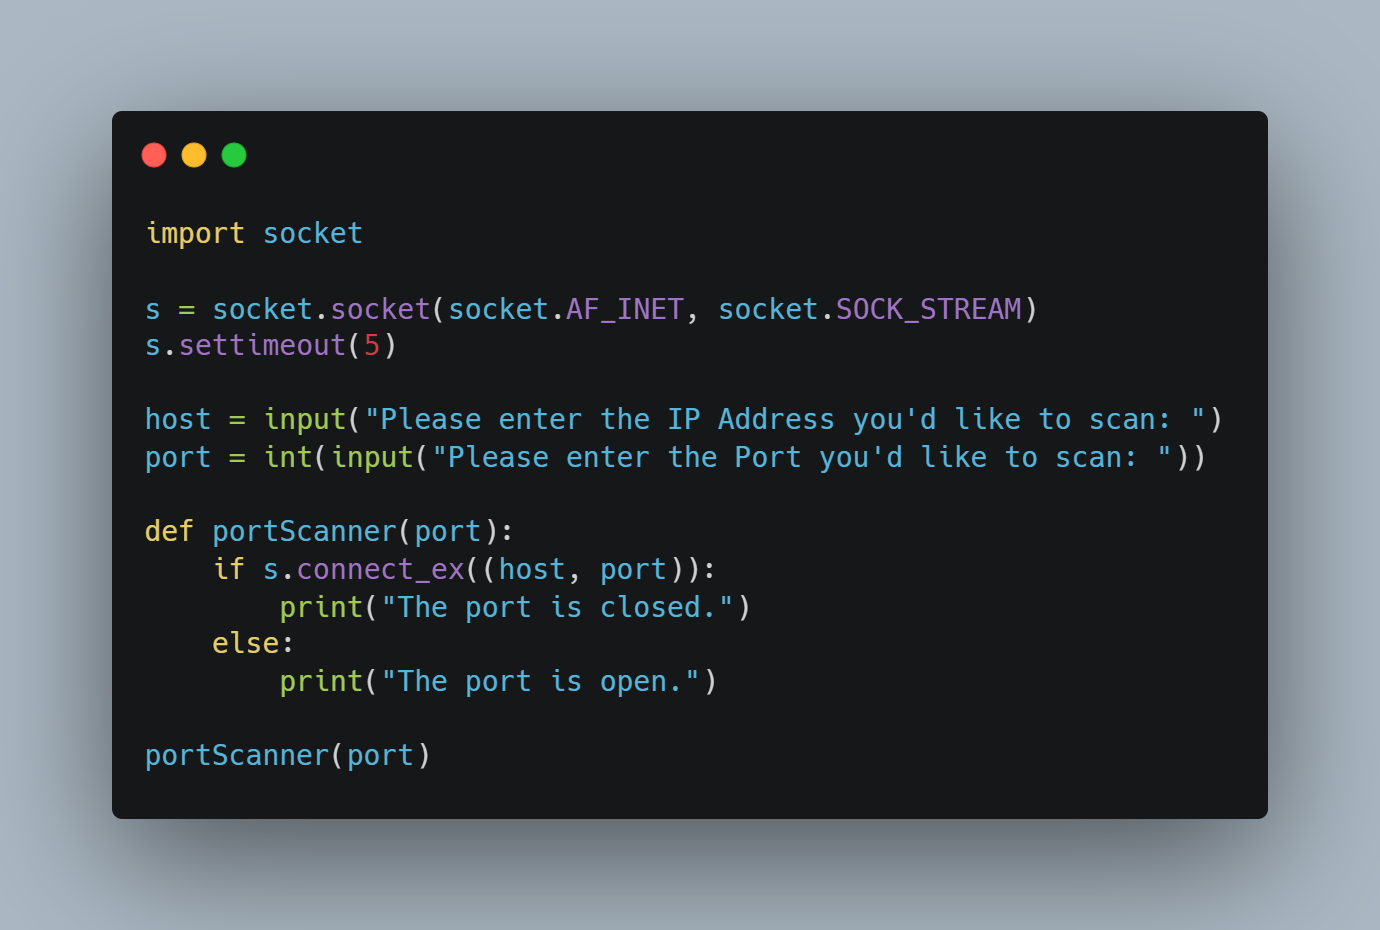 import socket

s = socket.socket(socket.AF_INET, socket.SOCK_STREAM)
s.settimeout(5)

host = input("Please enter the IP Address you'd like to scan: ")
port = int(input("Please enter the Port you'd like to scan: "))

def portScanner(port):
    if s.connect_ex((host, port)):
        print("The port is closed.")
    else:
        print("The port is open.")

portScanner(port)